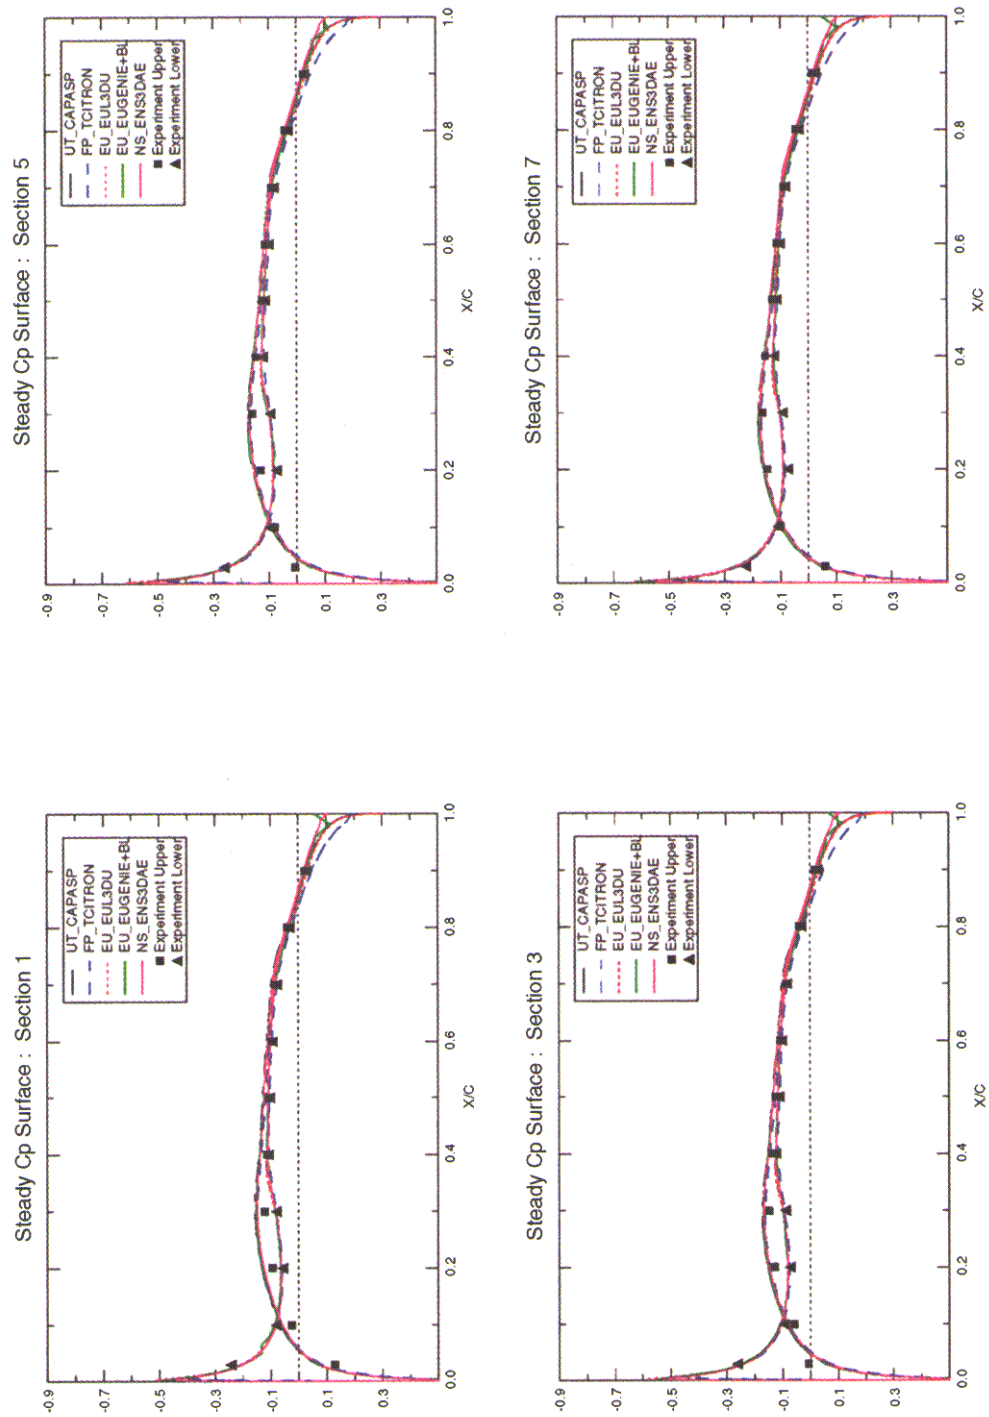 Steady Cp Surface : Section 1
-0.9
-0.7
-0.5
-0.3
-0.1
0.1
0.3
UT_CAPASP
FP_TCITRON
EU_EUL3DU
EU_EUGENIE+BL
NS_ENS3DAE
Experiment Upper
Experiment Lower
0.0 0.2 0.4 0.6 0.8 1.0
X/C
Steady Cp Surface : Section 5
-0.9
-0.7
-0.5
-0.3
-0.1
0.1
0.3
UT_CAPASP
FP_TCITRON
EU_EUL3DU
EU_EUGENIE+BL
NS_ENS3DAE
Experiment Upper
Experiment Lower
0.0 0.2 0.4 0.6 0.8 1.0
X/C
Steady Cp Surface : Section 3
-0.9
-0.7
-0.5
-0.3
-0.1
0.1
0.3
UT_CAPASP
FP_TCITRON
EU_EUL3DU
EU_EUGENIE+BL
NS_ENS3DAE
Experiment Upper
Experiment Lower
0.0 0.2 0.4 0.6 0.8 1.0
X/C
Steady Cp Surface : Section 7
-0.9
-0.7
-0.5
-0.3
-0.1
0.1
0.3
UT_CAPASP
FP_TCITRON
EU_EUL3DU
EU_EUGENIE+BL
NS_ENS3DAE
Experiment Upper
Experiment Lower
0.0 0.2 0.4 0.6 0.8 1.0
X/C